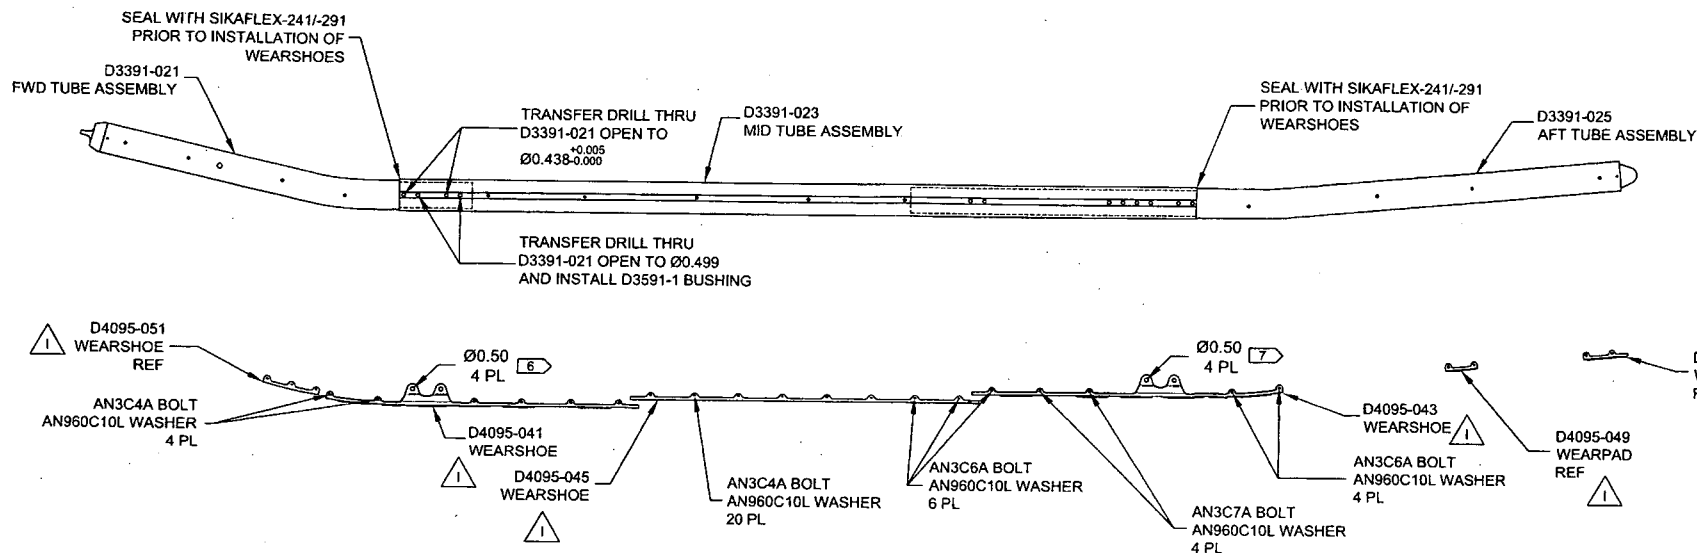 SEAL WITH SIKAFLEX-241/-291
PRIOR TO INSTALLATION OF
WEARSHOES
D3391-021
FWD TUBE ASSEMBLY
TRANSFER DRILL THRU
D3391-021 OPEN TO
Ø0.438 +0.005 -0.000
D3391-023
MID TUBE ASSEMBLY
SEAL WITH SIKAFLEX-241/-291
PRIOR TO INSTALLATION OF
WEARSHOES
D3391-025
AFT TUBE ASSEMBLY
TRANSFER DRILL THRU
D3391-021 OPEN TO Ø0.499
AND INSTALL D3591-1 BUSHING
D4095-051
WEARSHOE
REF
1
Ø0.50
4 PL
6
Ø0.50
4 PL
7
AN3C4A BOLT
AN960C10L WASHER
4 PL
D4095-041
WEARSHOE
1
D4095-045
WEARSHOE
1
AN3C4A BOLT
AN960C10L WASHER
20 PL
AN3C6A BOLT
AN960C10L WASHER
6 PL
AN3C7A BOLT
AN960C10L WASHER
4 PL
AN3C6A BOLT
AN960C10L WASHER
4 PL
D4095-043
WEARSHOE
1
D4095-049
WEARPAD
REF
1